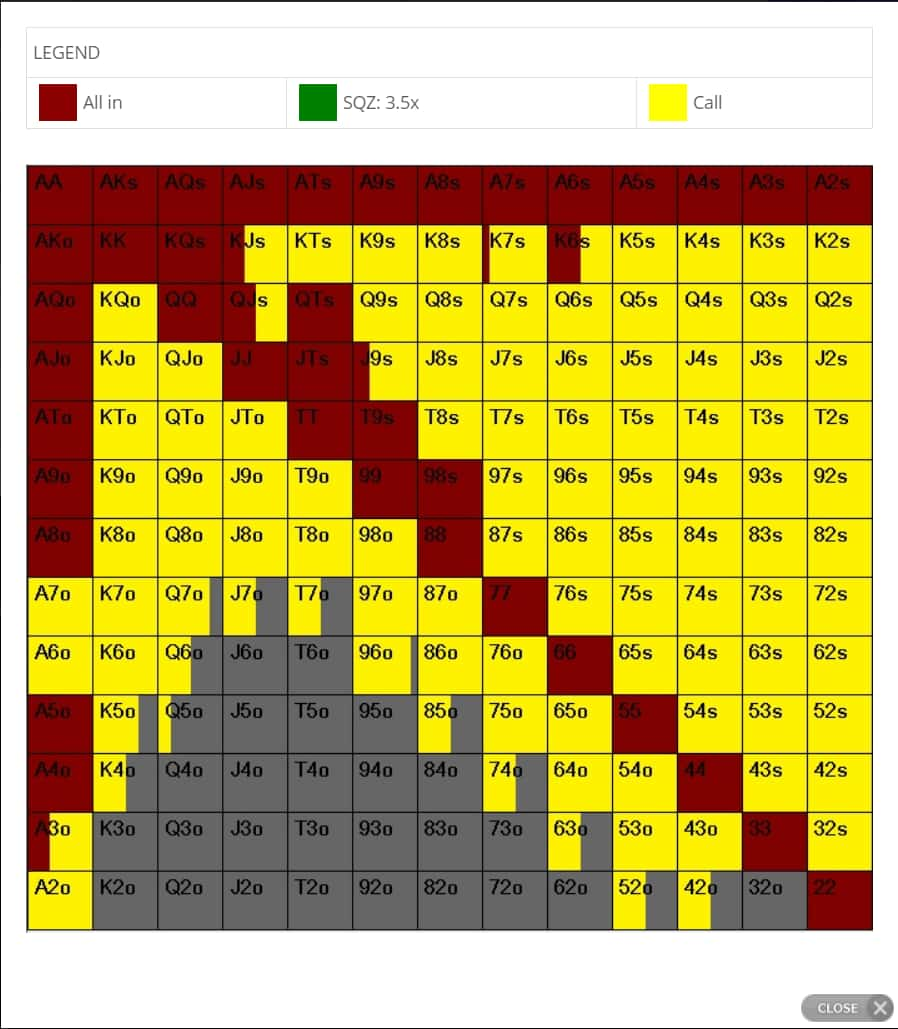 LEGEND
All in SQZ: 3.5x Call
AA AKs AQs AJs ATs A9s A8s A7s A6s A5s A4s A3s A2s
AKo KK KQs KJs KTs K9s K8s K7s K6s K5s K4s K3s K2s
AQo KQo QQ QJs QTs Q9s Q8s Q7s Q6s Q5s Q4s Q3s Q2s
AJo KJo QJo JJ JTs J9s J8s J7s J6s J5s J4s J3s J2s
ATo KTo QTo JTo TT T9s T8s T7s T6s T5s T4s T3s T2s
A9o K9o Q9o J9o T9o 99 98s 97s 96s 95s 94s 93s 92s
A8o K8o Q8o J8o T8o 98o 88 87s 86s 85s 84s 83s 82s
A7o K7o Q7o J7o T7o 97o 87o 77 76s 75s 74s 73s 72s
A6o K6o Q6o J6o T6o 96o 86o 76o 66 65s 64s 63s 62s
A5o K5o Q5o J5o T5o 95o 85o 75o 65o 55 54s 53s 52s
A4o K4o Q4o J4o T4o 94o 84o 74o 64o 54o 44 43s 42s
A3o K3o Q3o J3o T3o 93o 83o 73o 63o 53o 43o 33 32s
A2o K2o Q2o J2o T2o 92o 82o 72o 62o 52o 42o 32o 22
CLOSE